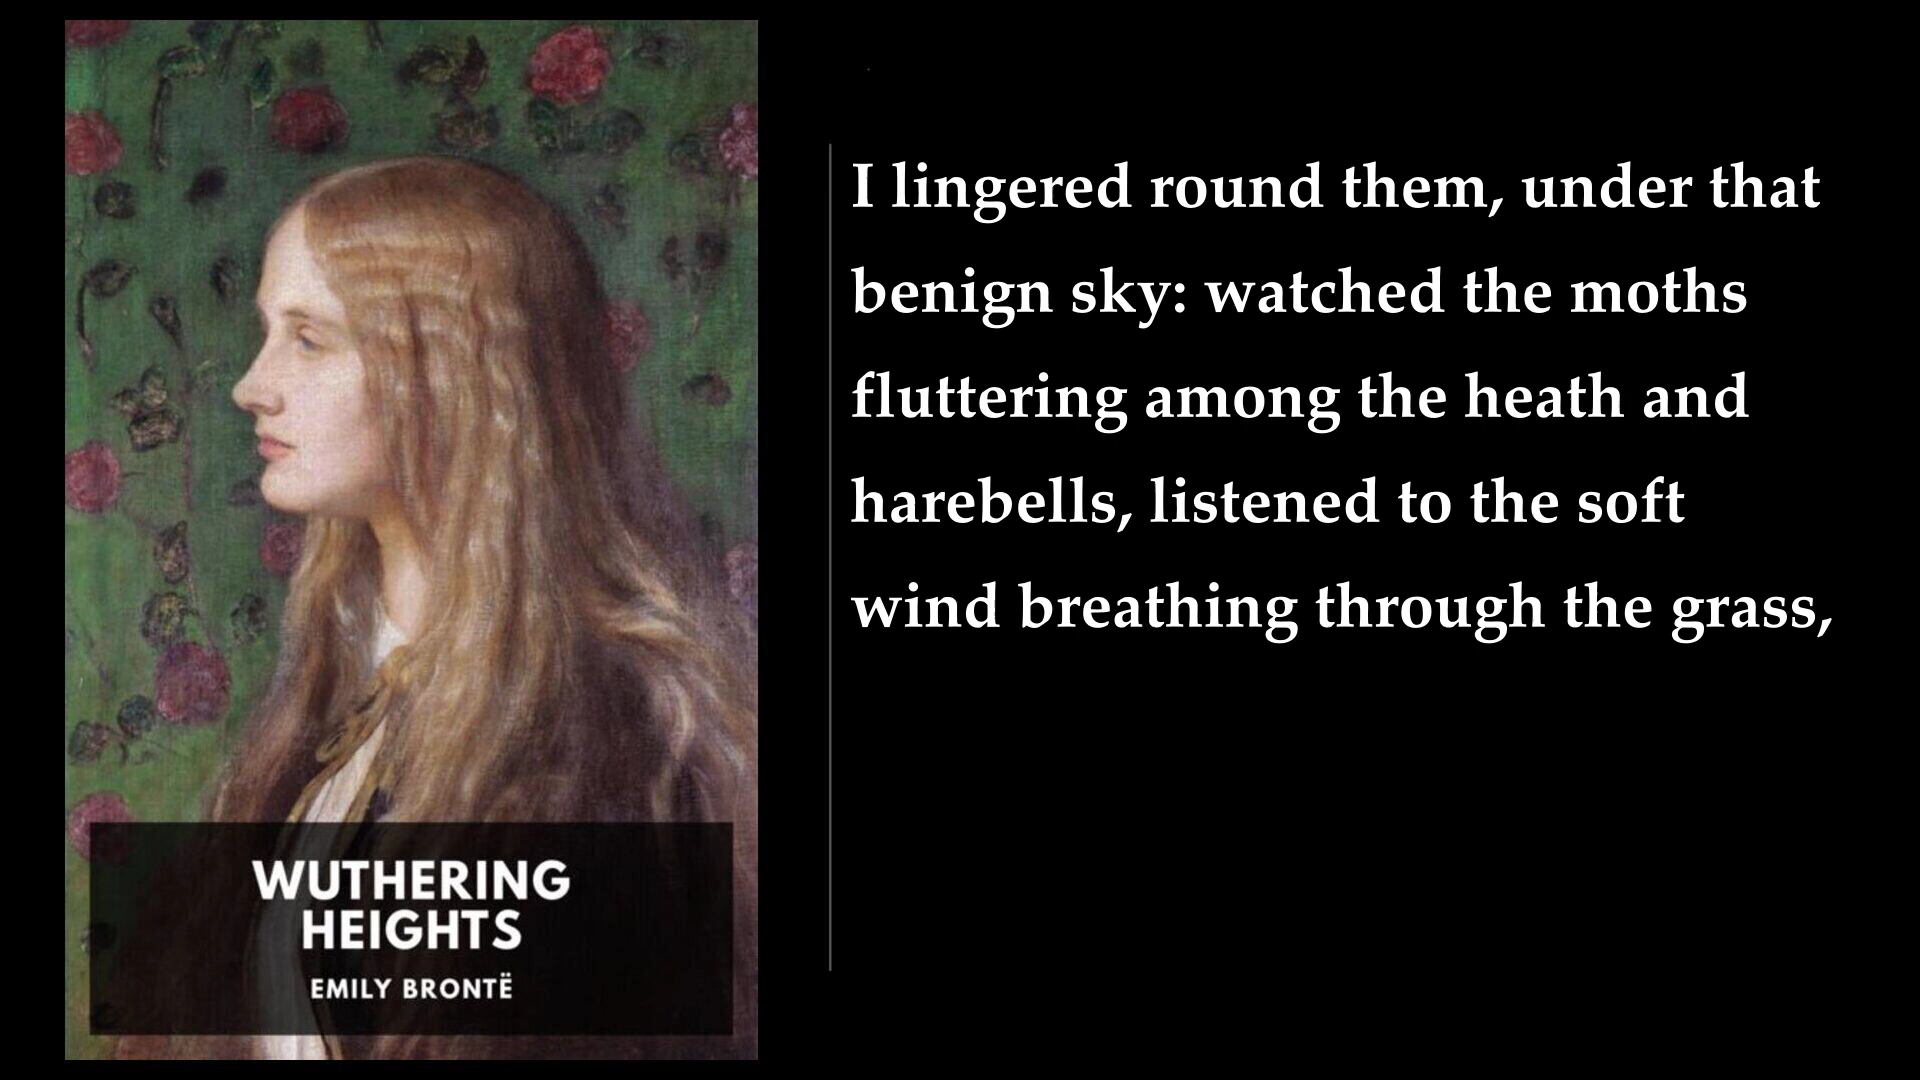 I lingered round them, under that
benign sky: watched the moths
fluttering among the heath and
harebells, listened to the soft
wind breathing through the grass,
WUTHERING
HEIGHTS
EMILY BRONTË